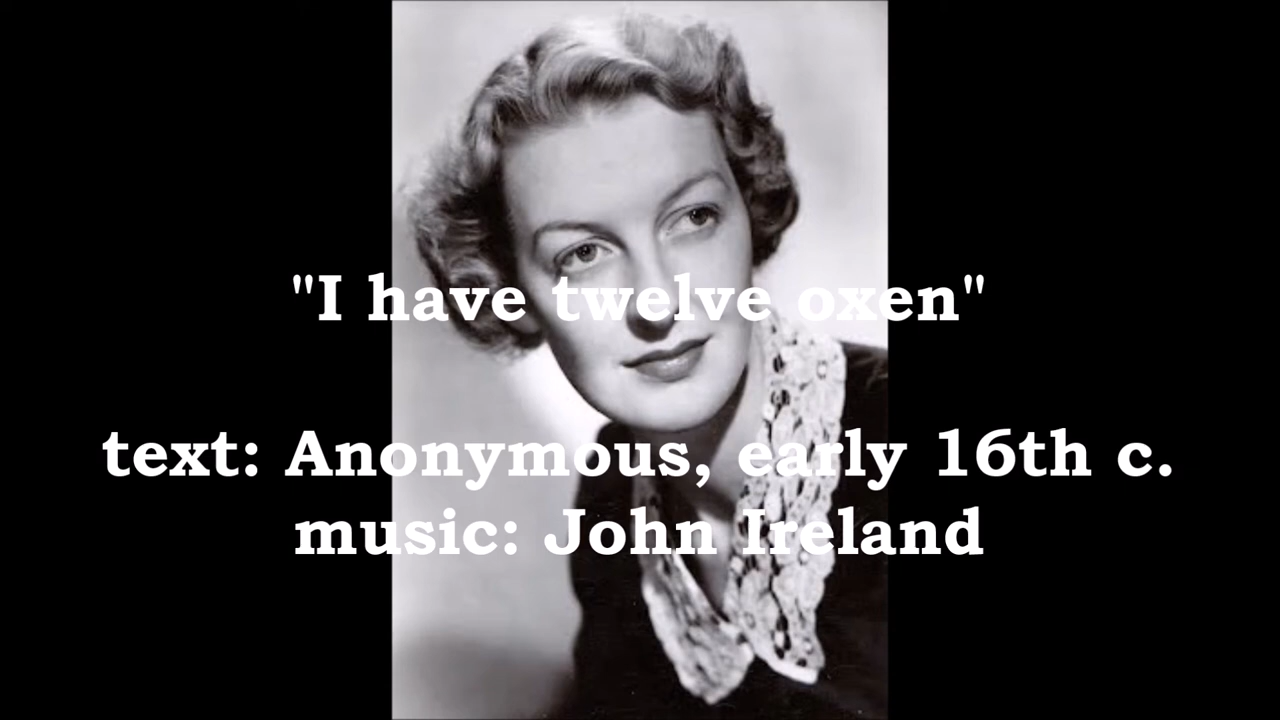 "I have twelve oxen"
text: Anonymous, early 16th c.
music: John Ireland